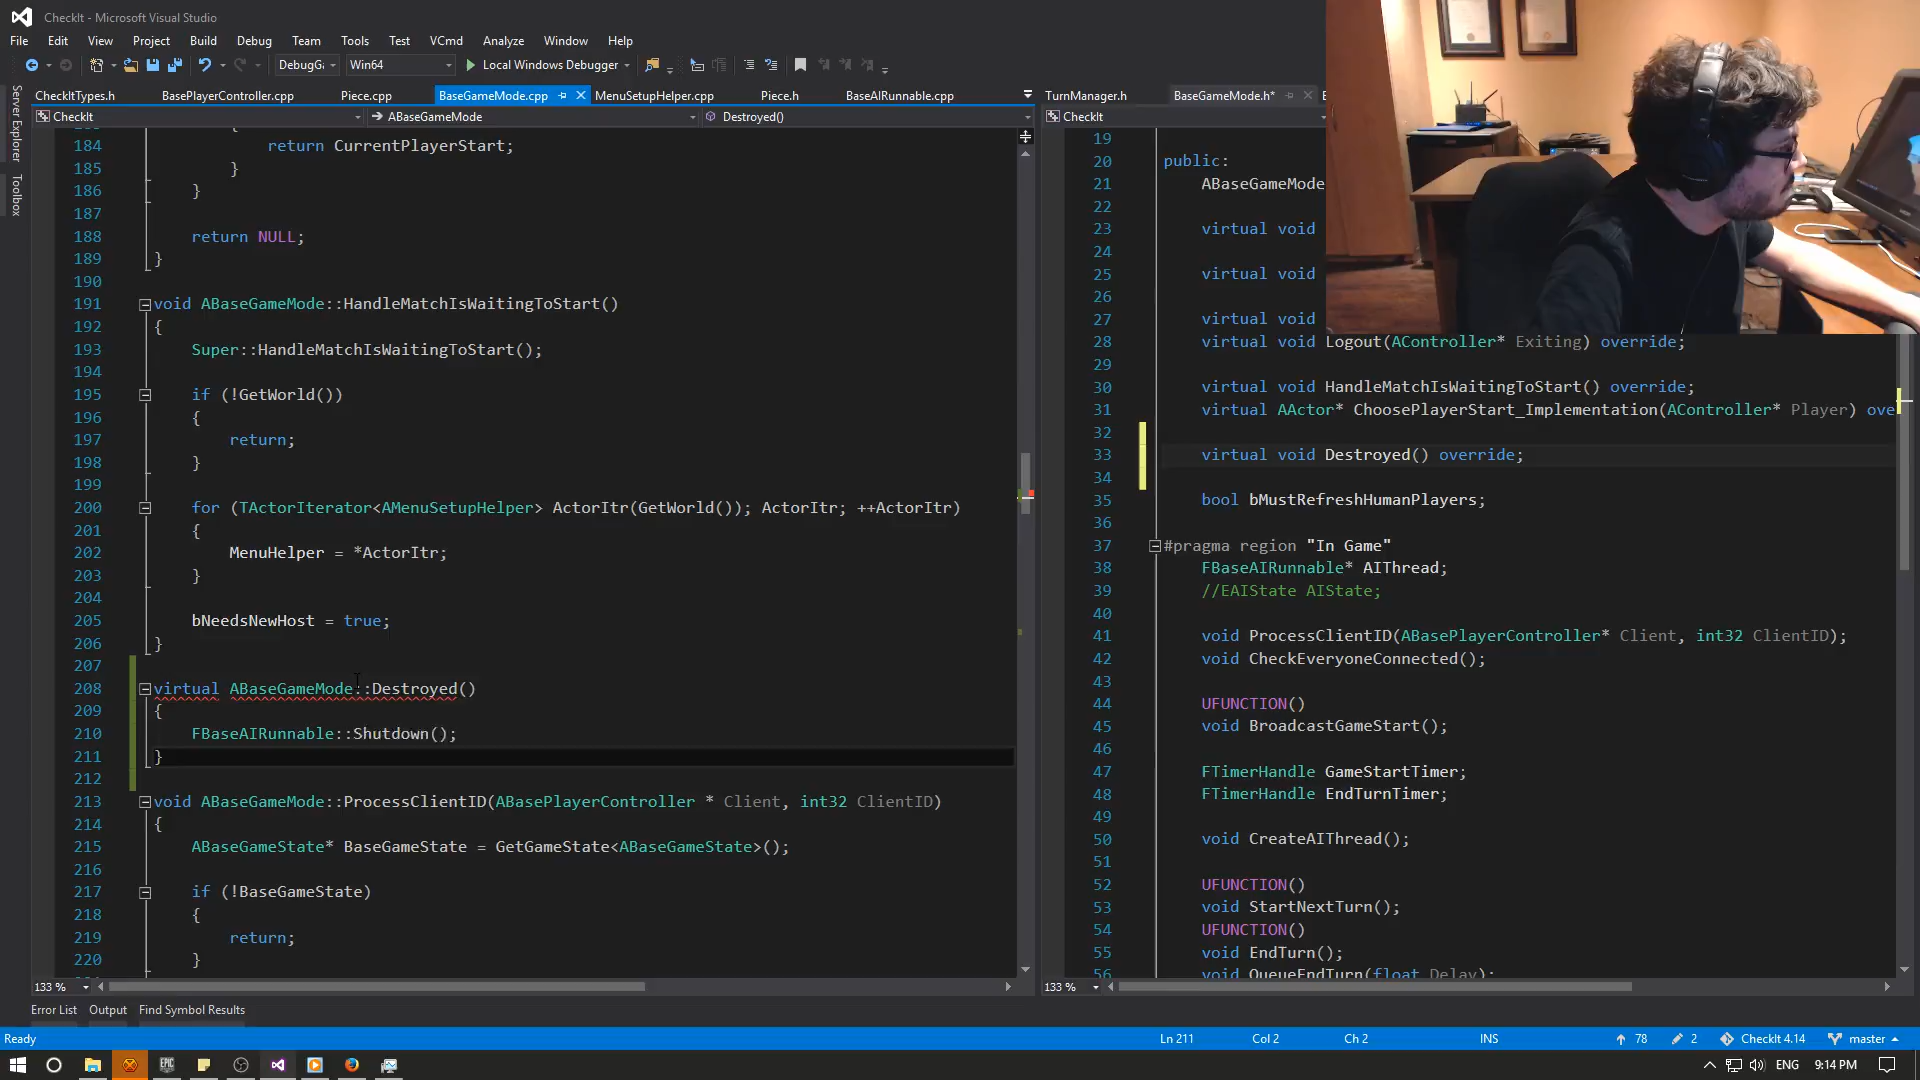 CheckIt - Microsoft Visual Studio
File Edit View Project Build Debug Team Tools Test VCmd Analyze Window Help
DebugG Win64 Local Windows Debugger
Server Explorer
Toolbox
CheckItTypes.h BasePlayerController.cpp Piece.cpp BaseGameMode.cpp MenuSetupHelper.cpp Piece.h BaseAIRunnable.cpp
CheckIt ABaseGameMode Destroyed()
184 return CurrentPlayerStart;
185 }
186 }
187
188 return NULL;
189 }
190
191 void ABaseGameMode::HandleMatchIsWaitingToStart()
192 {
193 Super::HandleMatchIsWaitingToStart();
194
195 if (!GetWorld())
196 {
197 return;
198 }
199
200 for (TActorIterator<AMenuSetupHelper> ActorItr(GetWorld()); ActorItr; ++ActorItr)
201 {
202 MenuHelper = *ActorItr;
203 }
204
205 bNeedsNewHost = true;
206 }
207
208 virtual ABaseGameMode::Destroyed()
209 {
210 FBaseAIRunnable::Shutdown();
211 }
212
213 void ABaseGameMode::ProcessClientID(ABasePlayerController * Client, int32 ClientID)
214 {
215 ABaseGameState* BaseGameState = GetGameState<ABaseGameState>();
216
217 if (!BaseGameState)
218 {
219 return;
220 }
133 %
TurnManager.h BaseGameMode.h*
CheckIt
19
20 public:
21 ABaseGameMode
22
23 virtual void
24
25 virtual void
26
27 virtual void
28 virtual void Logout(AController* Exiting) override;
29
30 virtual void HandleMatchIsWaitingToStart() override;
31 virtual AActor* ChoosePlayerStart_Implementation(AController* Player) ove
32
33 virtual void Destroyed() override;
34
35 bool bMustRefreshHumanPlayers;
36
37 #pragma region "In Game"
38 FBaseAIRunnable* AIThread;
39 //EAIState AIState;
40
41 void ProcessClientID(ABasePlayerController* Client, int32 ClientID);
42 void CheckEveryoneConnected();
43
44 UFUNCTION()
45 void BroadcastGameStart();
46
47 FTimerHandle GameStartTimer;
48 FTimerHandle EndTurnTimer;
49
50 void CreateAIThread();
51
52 UFUNCTION()
53 void StartNextTurn();
54 UFUNCTION()
55 void EndTurn();
56 void QueueEndTurn(float Delay);
133 %
Error List Output Find Symbol Results
Ready Ln 211 Col 2 Ch 2 INS 78 2 CheckIt 4.14 master
EPIC ENG 9:14 PM